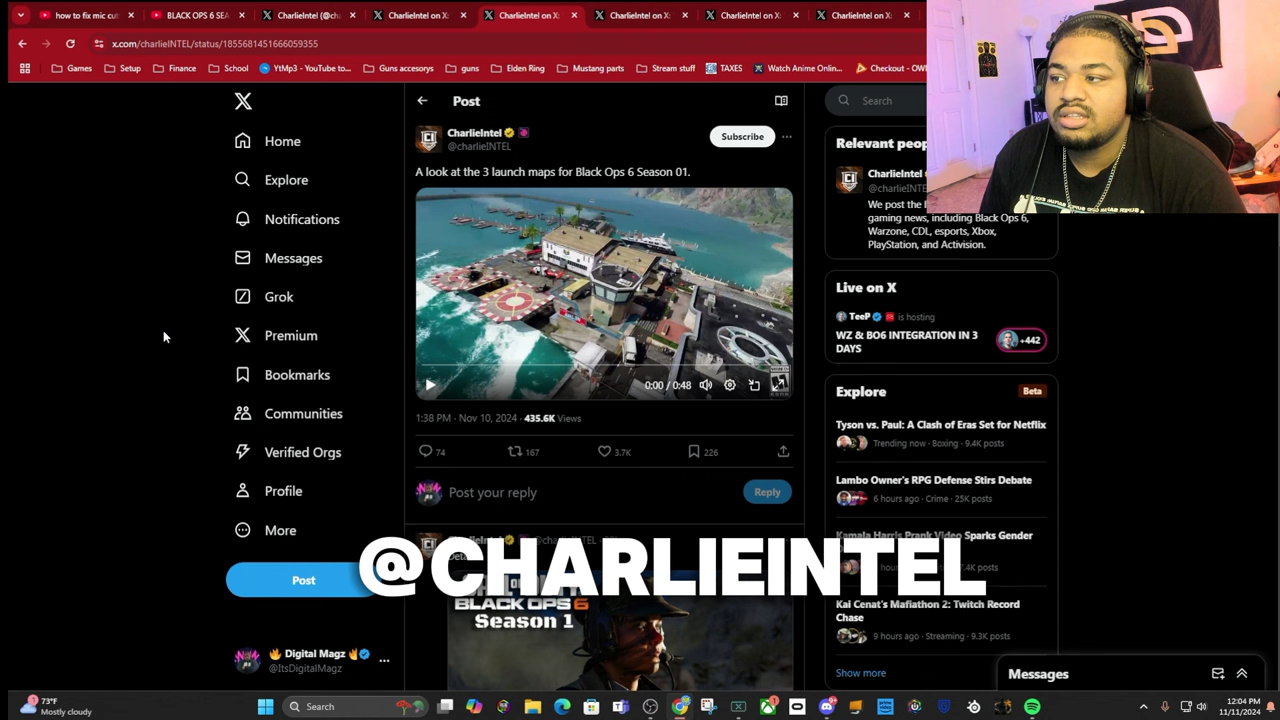 how to fix mic cu
BLACK OPS 6 SEA
CharlieIntel (@ch
CharlieIntel on X:
CharlieIntel on X:
CharlieIntel on X:
CharlieIntel on X:
CharlieIntel on X:
x.com/charlieINTEL/status/1855681451666059355
Games
Setup
Finance
School
YtMp3 - YouTube to...
Guns accesorys
guns
Elden Ring
Mustang parts
Stream stuff
TAXES
Watch Anime Onlin...
Checkout - OW
Home
Explore
Notifications
Messages
Grok
Premium
Bookmarks
Communities
Verified Orgs
Profile
More
Post
🔥 Digital Magz 🔥
@ItsDigitalMagz
Post
CharlieIntel
@charlieINTEL
Subscribe
A look at the 3 launch maps for Black Ops 6 Season 01.
0:00 / 0:48
1:38 PM · Nov 10, 2024 · 435.6K Views
74
167
3.7K
226
Post your reply
Reply
@CHARLIEINTEL
BLACK OPS 6
Season 1
Search
Relevant peop
CharlieIntel
@charlieIN
We post the l
gaming news, including Black Ops 6,
Warzone, CDL, esports, Xbox,
PlayStation, and Activision.
Live on X
TeeP is hosting
WZ & BO6 INTEGRATION IN 3
DAYS
+442
Explore
Beta
Tyson vs. Paul: A Clash of Eras Set for Netflix
Trending now · Boxing · 9.4K posts
Lambo Owner's RPG Defense Stirs Debate
6 hours ago · Crime · 25K posts
Kamala Harris Prank Video Sparks Gender
7.4K posts
Kai Cenat's Mafiathon 2: Twitch Record
Chase
9 hours ago · Streaming · 9.3K posts
Show more
Messages
73°F
Mostly cloudy
Search
12:04 PM
11/11/2024